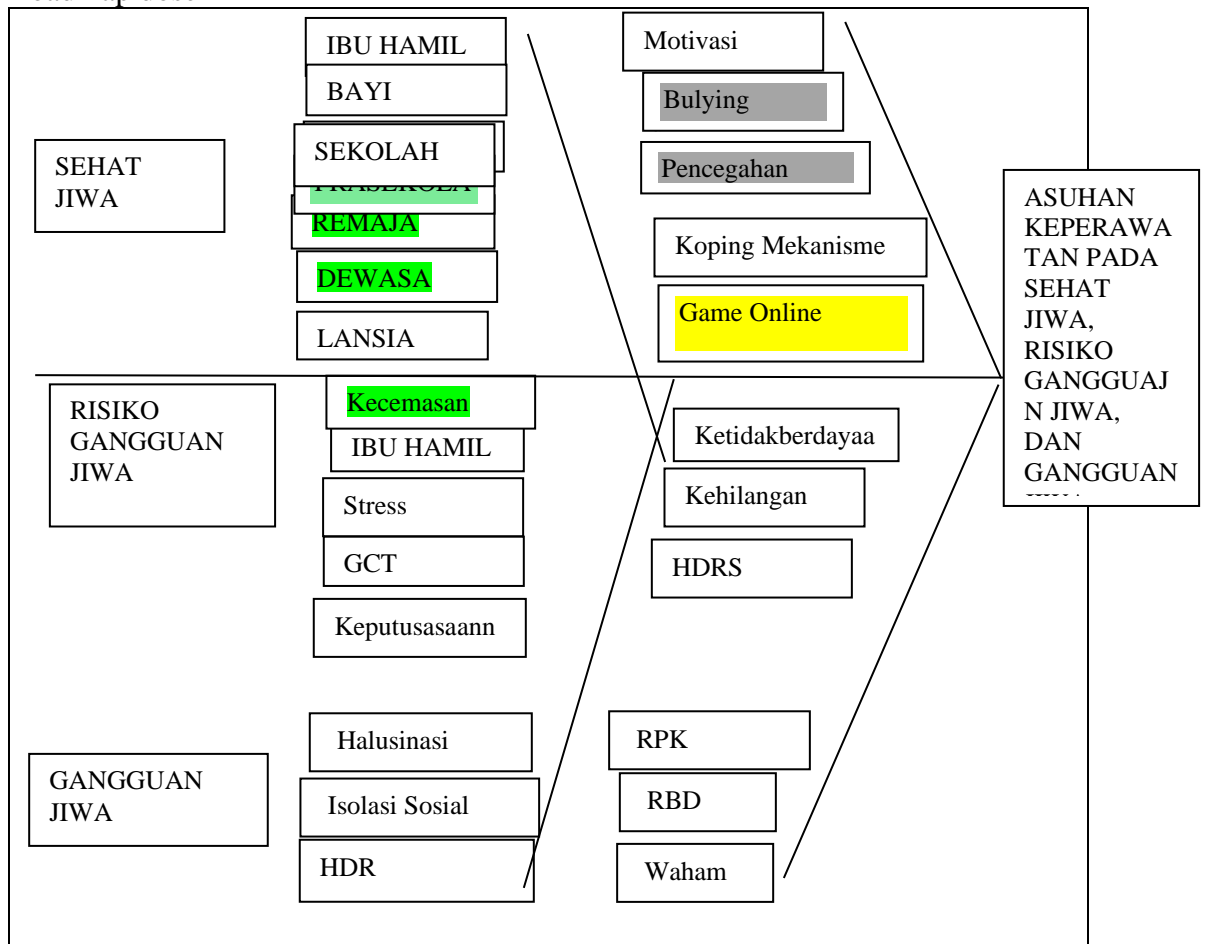 IBU HAMIL
BAYI
SEKOLAH
REMAJA
DEWASA
LANSIA
Motivasi
Bulying
Pencegahan
Koping Mekanisme
Game Online
SEHAT
JIWA
RISIKO
GANGGUAN
JIWA
Kecemasan
IBU HAMIL
Stress
GCT
Keputusasaann
Ketidakberdayaa
Kehilangan
HDRS
GANGGUAN
JIWA
Halusinasi
Isolasi Sosial
HDR
RPK
RBD
Waham
ASUHAN
KEPERAWA
TAN PADA
SEHAT
JIWA,
RISIKO
GANGGUAJ
N JIWA,
DAN
GANGGUAN